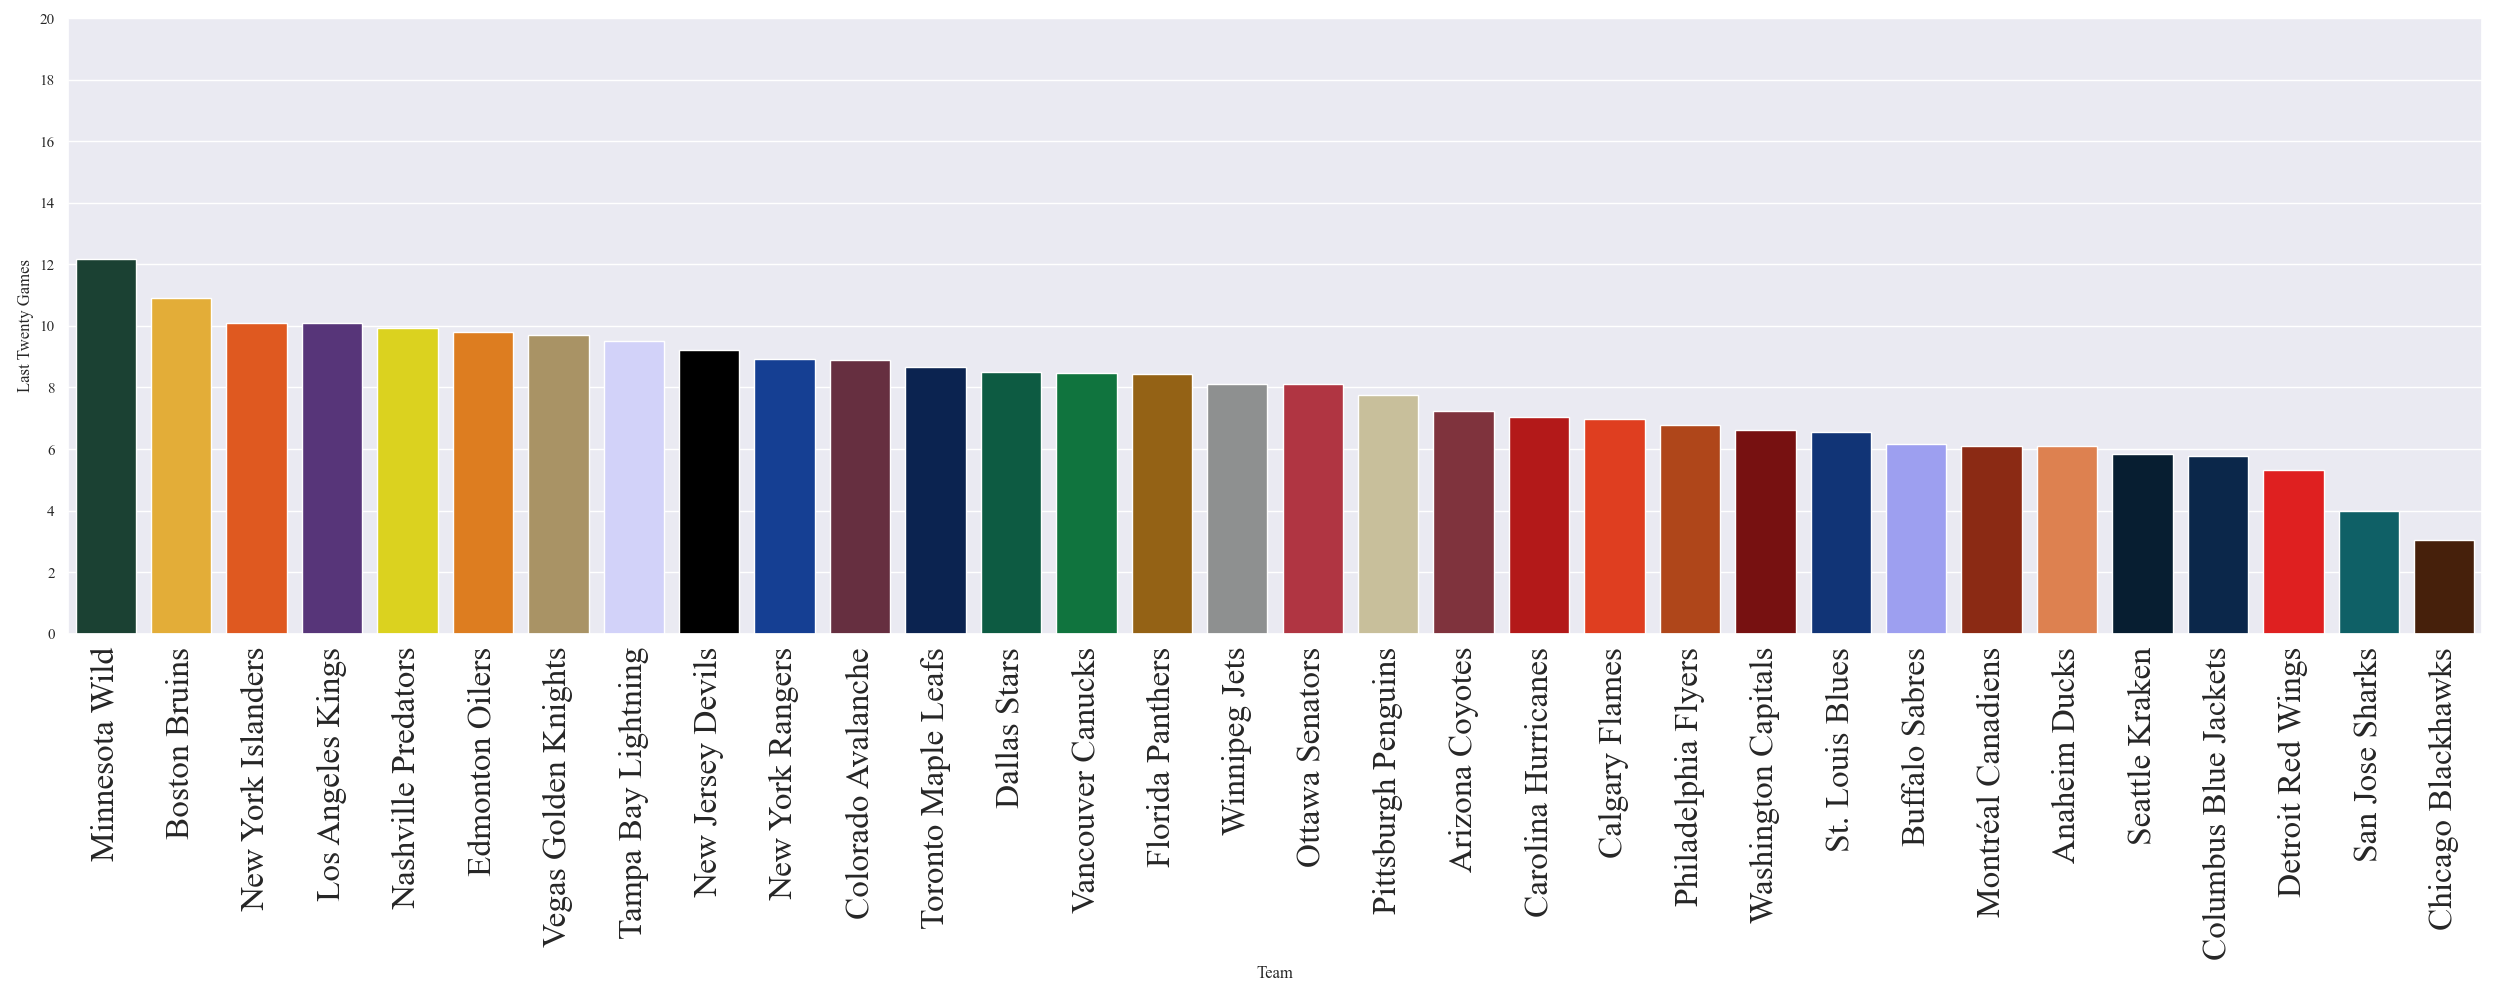 20
18
16
14
12
10
8
6
4
2
0
Last Twenty Games
Minnesota Wild
Boston Bruins
New York Islanders
Los Angeles Kings
Nashville Predators
Edmonton Oilers
Vegas Golden Knights
Tampa Bay Lightning
New Jersey Devils
New York Rangers
Colorado Avalanche
Toronto Maple Leafs
Dallas Stars
Vancouver Canucks
Florida Panthers
Winnipeg Jets
Ottawa Senators
Pittsburgh Penguins
Arizona Coyotes
Carolina Hurricanes
Calgary Flames
Philadelphia Flyers
Washington Capitals
St. Louis Blues
Buffalo Sabres
Montréal Canadiens
Anaheim Ducks
Seattle Kraken
Columbus Blue Jackets
Detroit Red Wings
San Jose Sharks
Chicago Blackhawks
Team